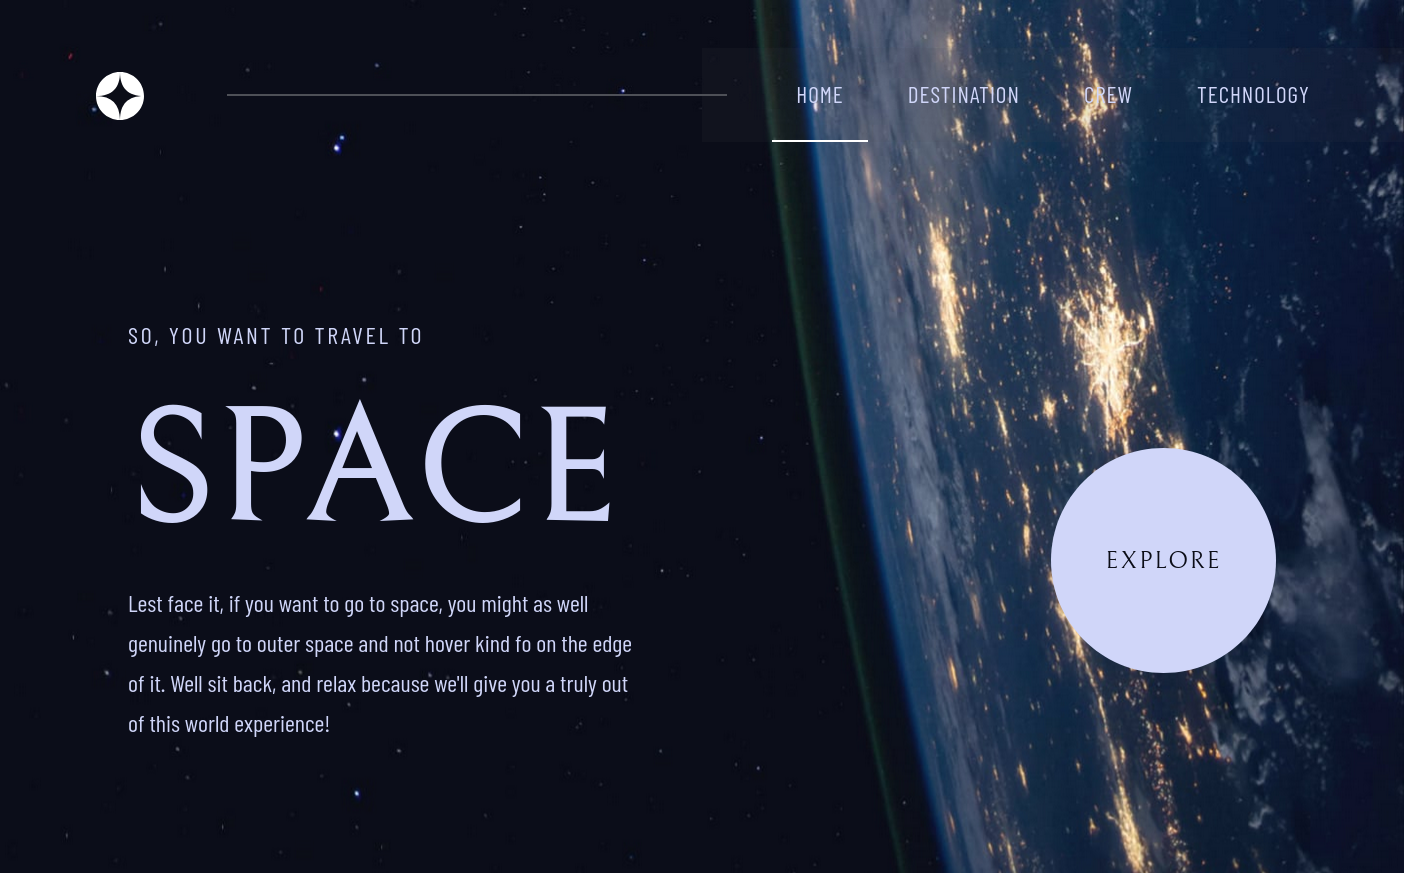 HOME DESTINATION CREW TECHNOLOGY
SO, YOU WANT TO TRAVEL TO
SPACE
Lest face it, if you want to go to space, you might as well
genuinely go to outer space and not hover kind fo on the edge
of it. Well sit back, and relax because we'll give you a truly out
of this world experience!
EXPLORE